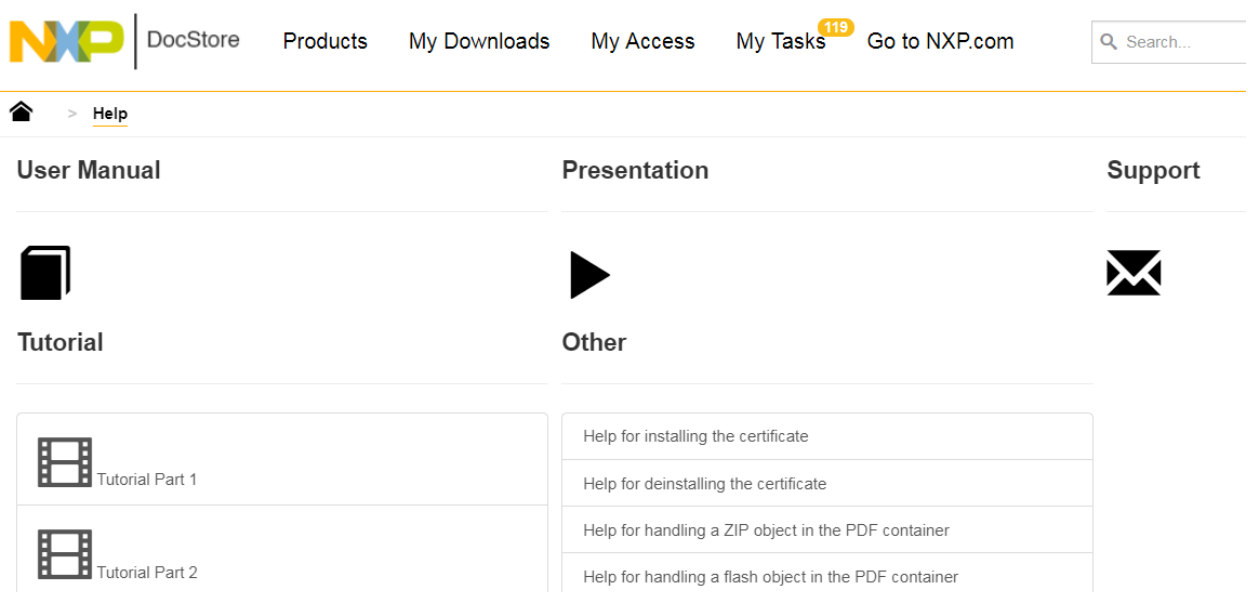 NXP DocStore Products My Downloads My Access My Tasks 119 Go to NXP.com Search...
> Help
User Manual Presentation Support
Tutorial Other
Help for installing the certificate
Tutorial Part 1
Help for deinstalling the certificate
Help for handling a ZIP object in the PDF container
Tutorial Part 2
Help for handling a flash object in the PDF container